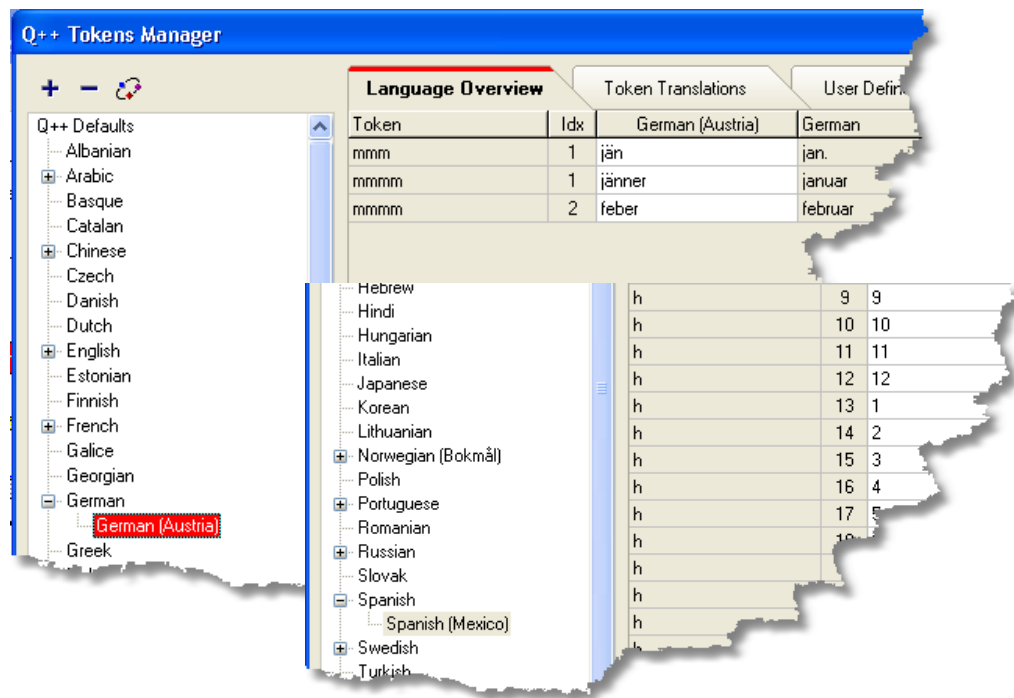 Q++ Tokens Manager
Language Overview Token Translations User Defin
Token Idx German (Austria) German
mmm 1 jän jan.
mmmm 1 jänner januar
mmmm 2 feber februar
Q++ Defaults
Albanian
Arabic
Basque
Catalan
Chinese
Czech
Danish
Dutch
English
Estonian
Finnish
French
Galice
Georgian
German
German (Austria)
Greek
Hebrew
Hindi
Hungarian
Italian
Japanese
Korean
Lithuanian
Norwegian (Bokmål)
Polish
Portuguese
Romanian
Russian
Slovak
Spanish
Spanish (Mexico)
Swedish
Turkish
h 9 9
h 10 10
h 11 11
h 12 12
h 13 1
h 14 2
h 15 3
h 16 4
h 17 5
h
h
h
h
h